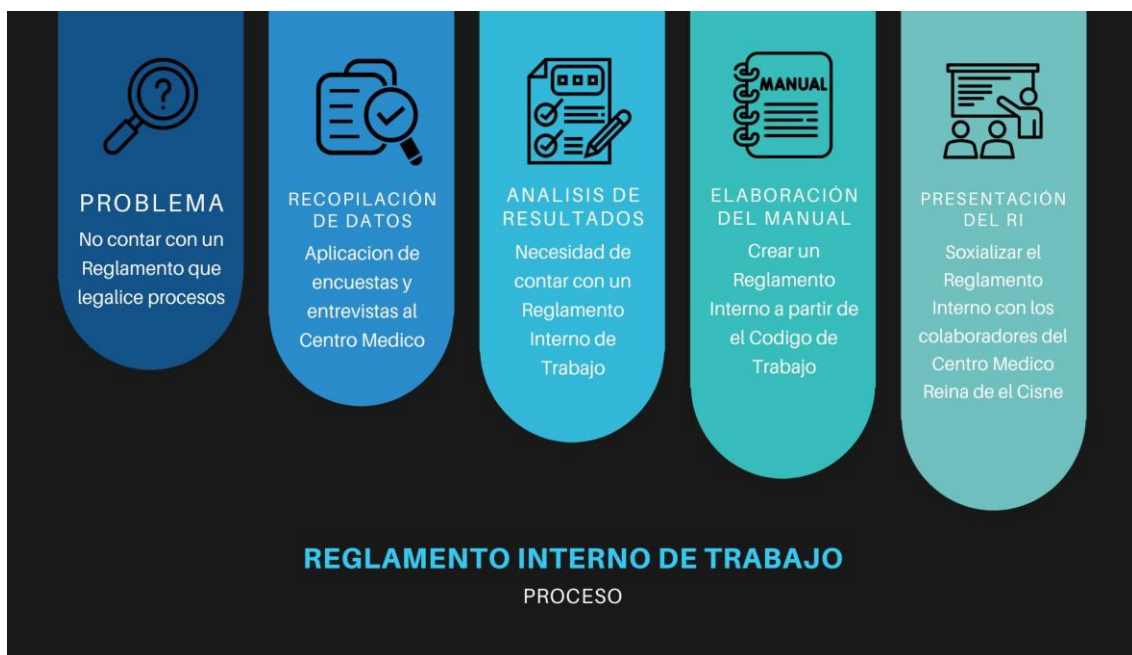 PROBLEMA
No contar con un
Reglamento que
legalice procesos
RECOPILACIÓN
DE DATOS
Aplicacion de
encuestas y
entrevistas al
Centro Medico
ANALISIS DE
RESULTADOS
Necesidad de
contar con un
Reglamento
Interno de
Trabajo
MANUAL
ELABORACIÓN
DEL MANUAL
Crear un
Reglamento
Interno a partir de
el Codigo de
Trabajo
PRESENTACIÓN
DEL RI
Soxializar el
Reglamento
Interno con los
colaboradores del
Centro Medico
Reina de el Cisne
REGLAMENTO INTERNO DE TRABAJO
PROCESO